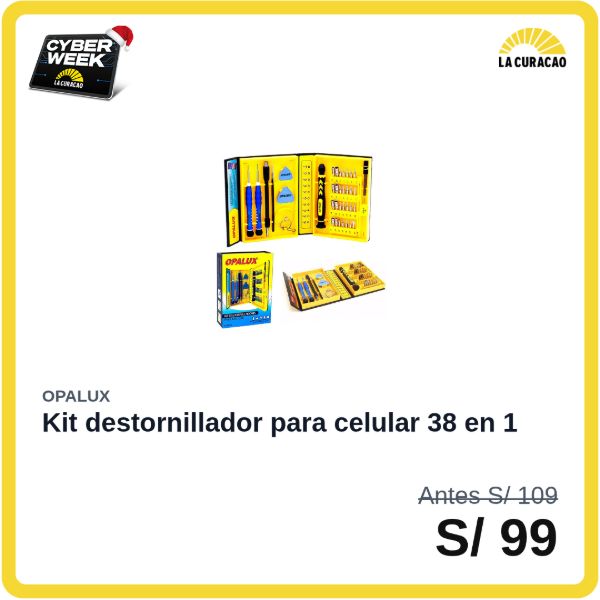 CYBER
WEEK
LA CURACAO
LA CURACAO
OPALUX
OPALUX
Kit destornillador para celular 38 en 1
Antes S/ 109
S/ 99